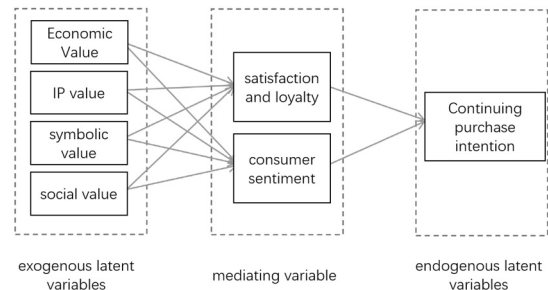 Economic
Value
IP value
symbolic
value
social value
satisfaction
and loyalty
consumer
sentiment
Continuing
purchase
intention
exogenous latent
variables
mediating variable
endogenous latent
variables